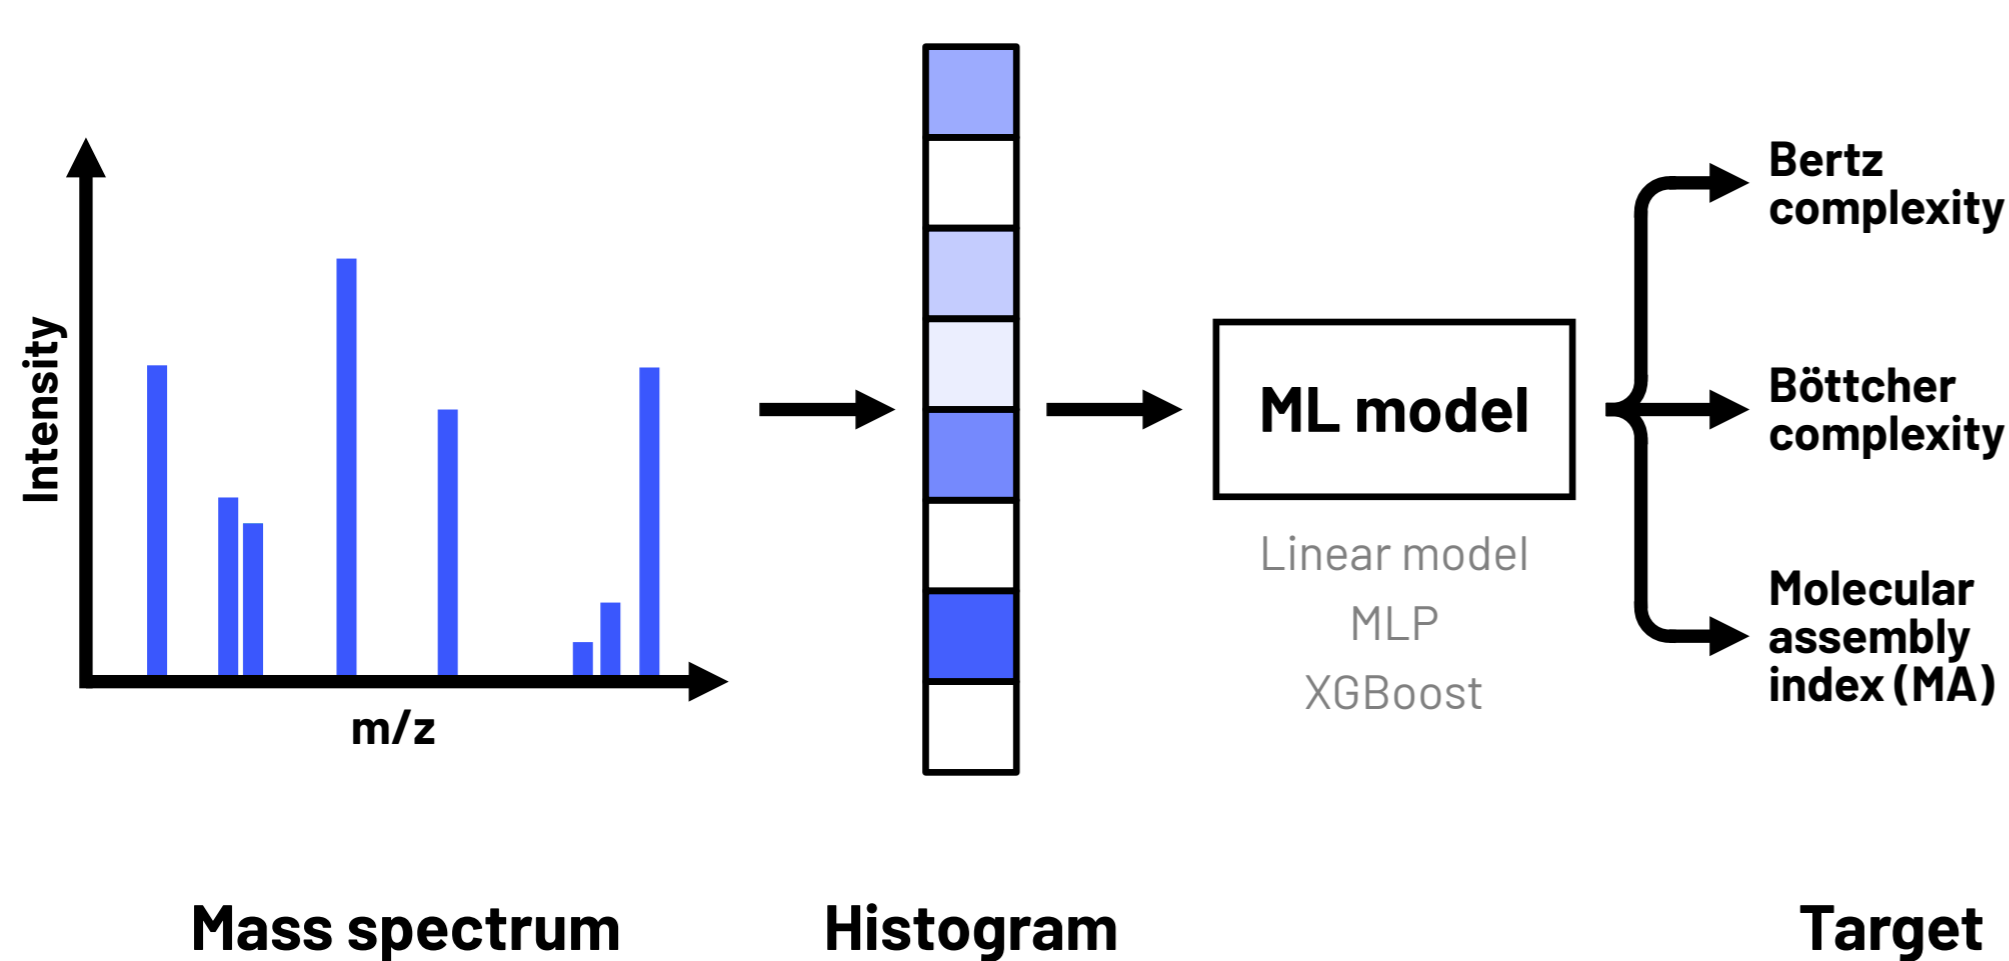 Intensity
m/z
ML model
Linear model
MLP
XGBoost
Bertz
complexity
Böttcher
complexity
Molecular
assembly
index (MA)
Mass spectrum
Histogram
Target